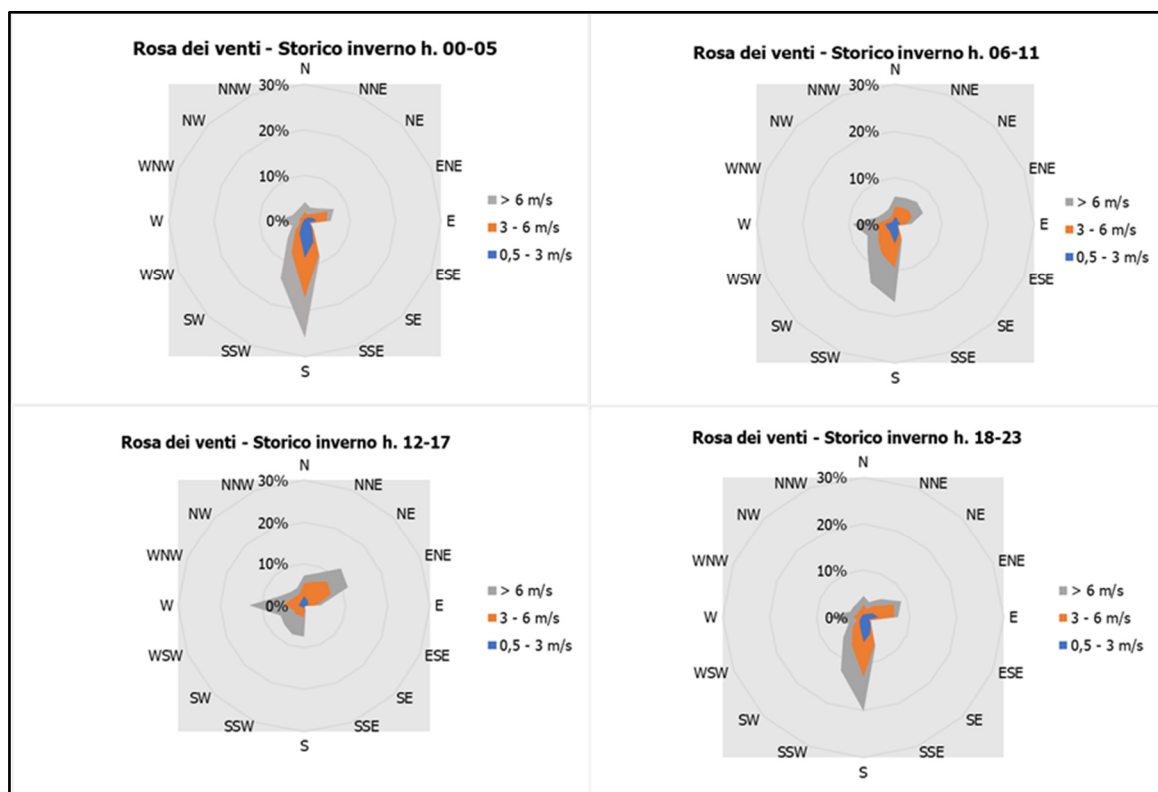 Rosa dei venti - Storico inverno h. 00-05
N
30%
NNW
NNE
NW
NE
20%
WNW
ENE
10%
W
0%
E
WSW
ESE
SW
SE
SSW
SSE
S
> 6 m/s
3 - 6 m/s
0,5 - 3 m/s
Rosa dei venti - Storico inverno h. 06-11
N
30%
NNW
NNE
NW
NE
20%
WNW
ENE
10%
W
0%
E
WSW
ESE
SW
SE
SSW
SSE
S
> 6 m/s
3 - 6 m/s
0,5 - 3 m/s
Rosa dei venti - Storico inverno h. 12-17
N
30%
NNW
NNE
NW
NE
20%
WNW
ENE
10%
W
0%
E
WSW
ESE
SW
SE
SSW
SSE
S
> 6 m/s
3 - 6 m/s
0,5 - 3 m/s
Rosa dei venti - Storico inverno h. 18-23
N
30%
NNW
NNE
NW
NE
20%
WNW
ENE
10%
W
0%
E
WSW
ESE
SW
SE
SSW
SSE
S
> 6 m/s
3 - 6 m/s
0,5 - 3 m/s